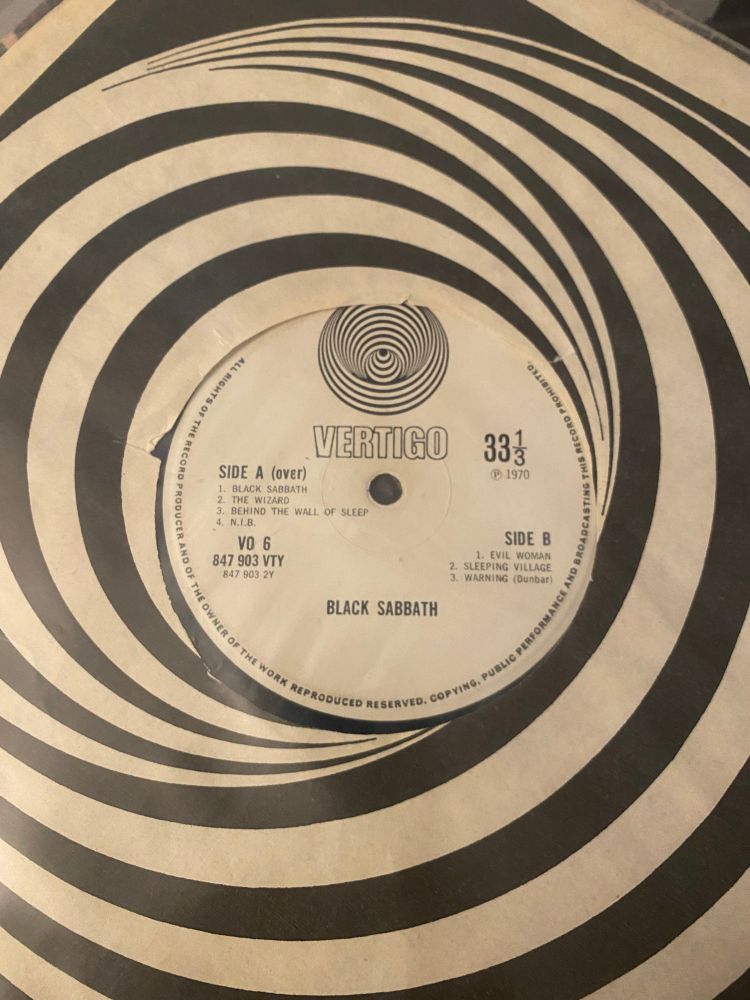 VERTIGO
33 1/3
℗ 1970
SIDE A (over)
1. BLACK SABBATH
2. THE WIZARD
3. BEHIND THE WALL OF SLEEP
4. N.I.B.
VO 6
847 903 VTY
847 903 2Y
SIDE B
1. EVIL WOMAN
2. SLEEPING VILLAGE
3. WARNING (Dunbar)
BLACK SABBATH
ALL RIGHTS OF THE RECORD PRODUCER AND OF THE OWNER OF THE WORK REPRODUCED RESERVED. COPYING, PUBLIC PERFORMANCE AND BROADCASTING THIS RECORD PROHIBITED.